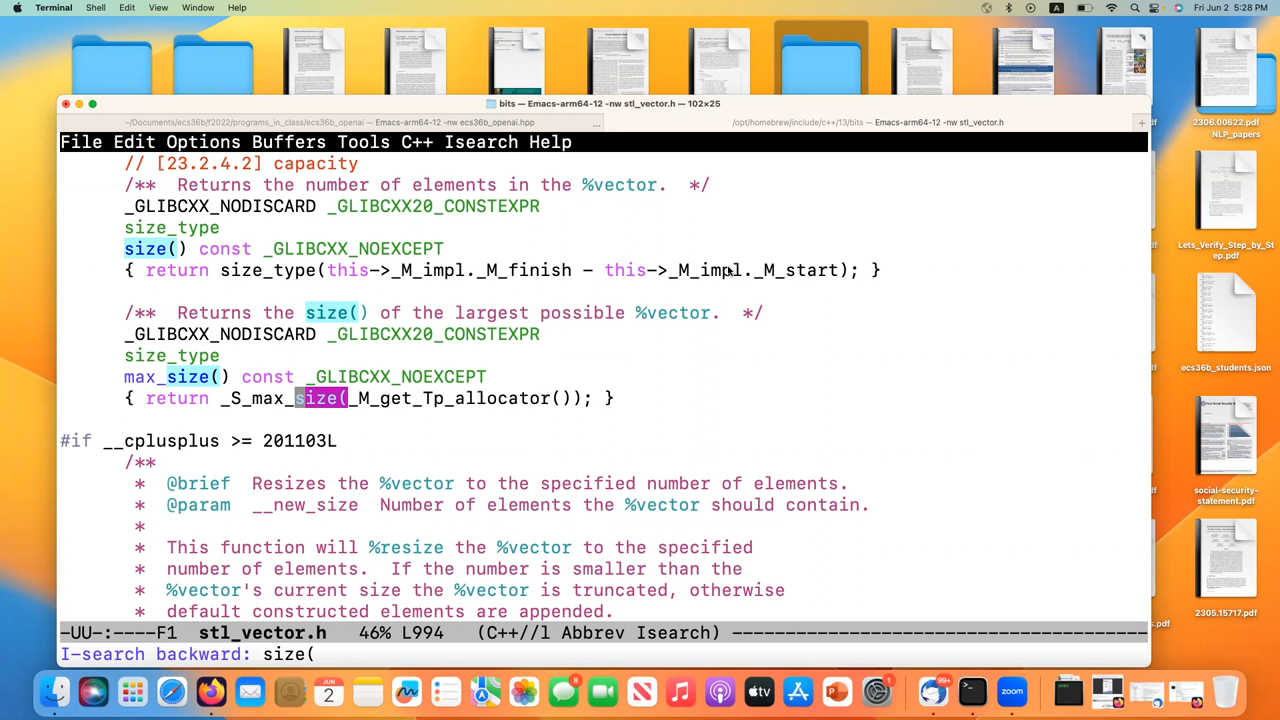 Terminal Shell Edit View Window Help
A Fri Jun 2 5:28 PM
bits — Emacs-arm64-12 -nw stl_vector.h — 102×25
~/Documents/ecs36b/f2022/programs_in_class/ecs36b_openai — Emacs-arm64-12 -nw ecs36b_openai.hpp ... /opt/homebrew/include/c++/13/bits — Emacs-arm64-12 -nw stl_vector.h +
File Edit Options Buffers Tools C++ Isearch Help
// [23.2.4.2] capacity
/** Returns the number of elements in the %vector. */
_GLIBCXX_NODISCARD _GLIBCXX20_CONSTEXPR
size_type
size() const _GLIBCXX_NOEXCEPT
{ return size_type(this->_M_impl._M_finish - this->_M_impl._M_start); }
/** Returns the size() of the largest possible %vector. */
_GLIBCXX_NODISCARD _GLIBCXX20_CONSTEXPR
size_type
max_size() const _GLIBCXX_NOEXCEPT
{ return _S_max_size(_M_get_Tp_allocator()); }
#if __cplusplus >= 201103L
/**
* @brief Resizes the %vector to the specified number of elements.
* @param __new_size Number of elements the %vector should contain.
*
* This function will %resize the %vector to the specified
* number of elements. If the number is smaller than the
* %vector's current size the %vector is truncated, otherwise
* default constructed elements are appended.
-UU-:----F1 stl_vector.h 46% L994 (C++//l Abbrev Isearch) ---------------------------------------
I-search backward: size(
2306.00622.pdf
NLP_papers
Lets_Verify_Step_by_St
ep.pdf
ecs36b_students.json
social-security-
statement.pdf
2305.15717.pdf
JUN
2
8
N
tv
P
1
99+
zoom
exec